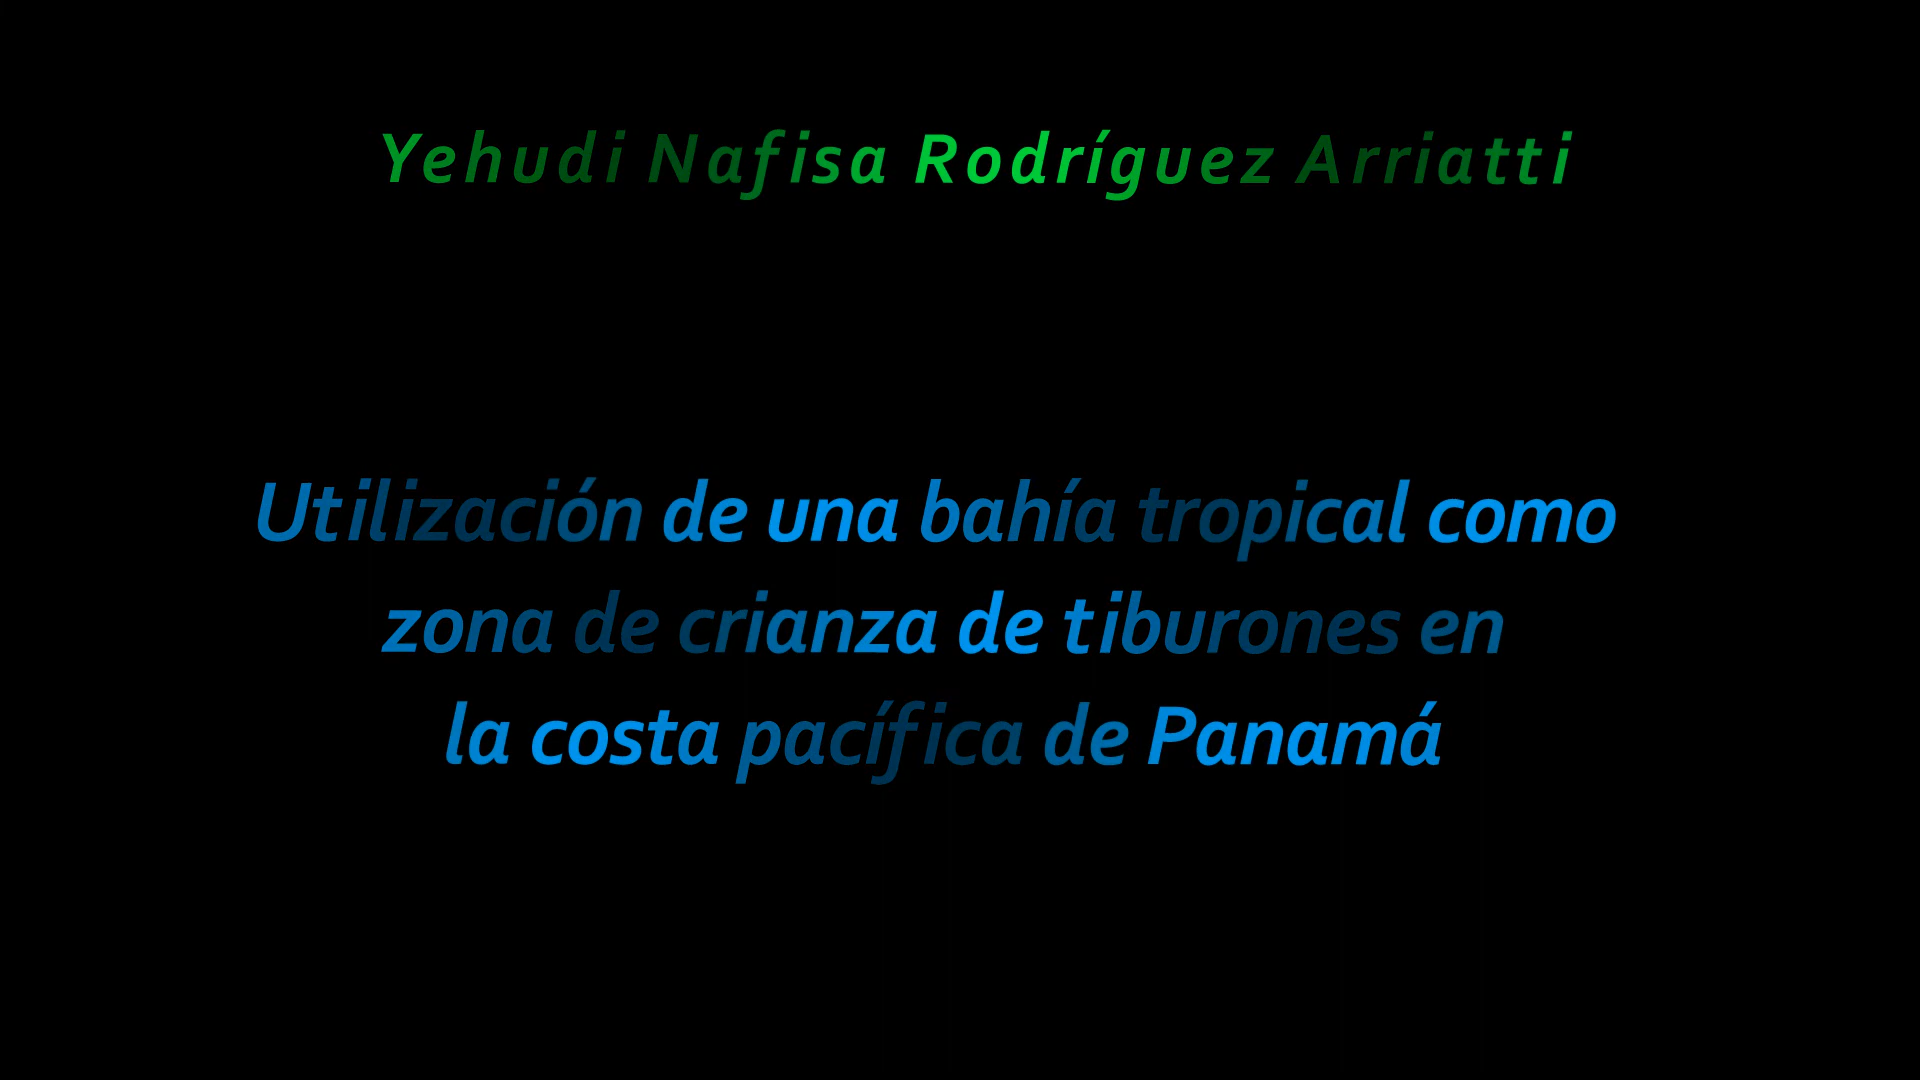 Yehudi Nafisa Rodríguez Arriatti
Utilización de una bahía tropical como
zona de crianza de tiburones en
la costa pacífica de Panamá